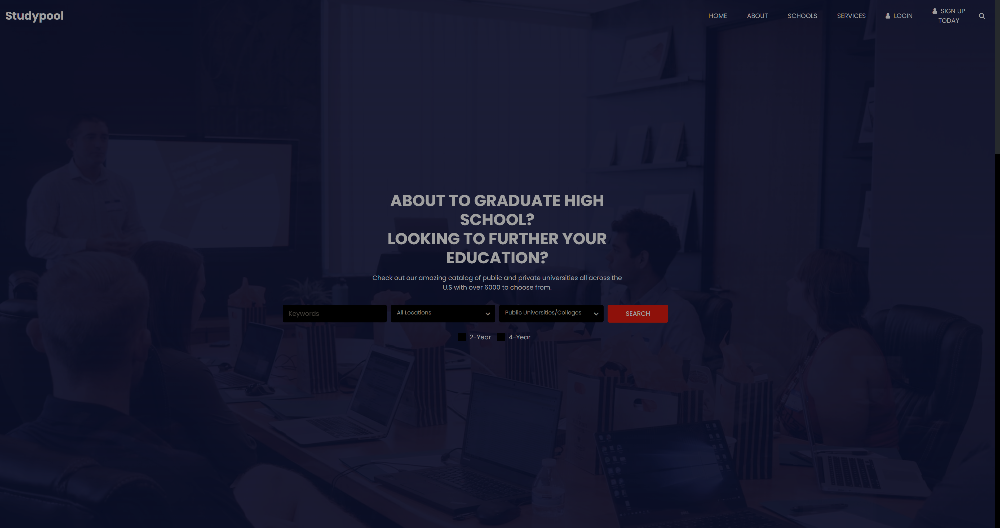 Studypool
HOME ABOUT SCHOOLS SERVICES LOGIN SIGN UP
TODAY
ABOUT TO GRADUATE HIGH
SCHOOL?
LOOKING TO FURTHER YOUR
EDUCATION?
Check out our amazing catalog of public and private universities all across the
U.S with over 6000 to choose from.
Keywords All Locations Public Universities/Colleges SEARCH
2-Year 4-Year